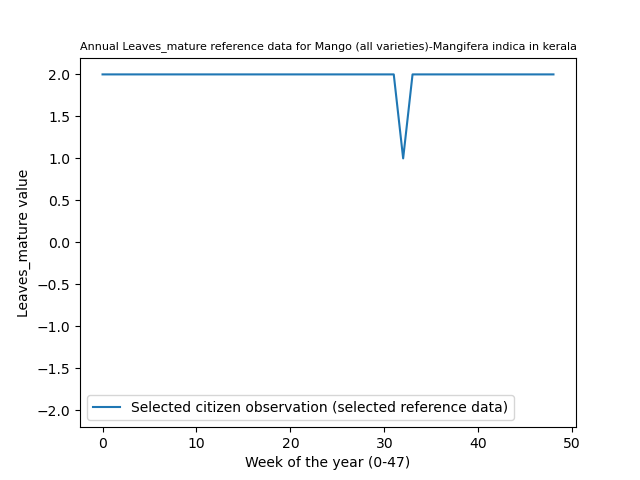 Annual Leaves_mature reference data for Mango (all varieties)-Mangifera indica in kerala
2.0
1.5
1.0
0.5
0.0
−0.5
−1.0
−1.5
−2.0
Leaves_mature value
Selected citizen observation (selected reference data)
0 10 20 30 40 50
Week of the year (0-47)